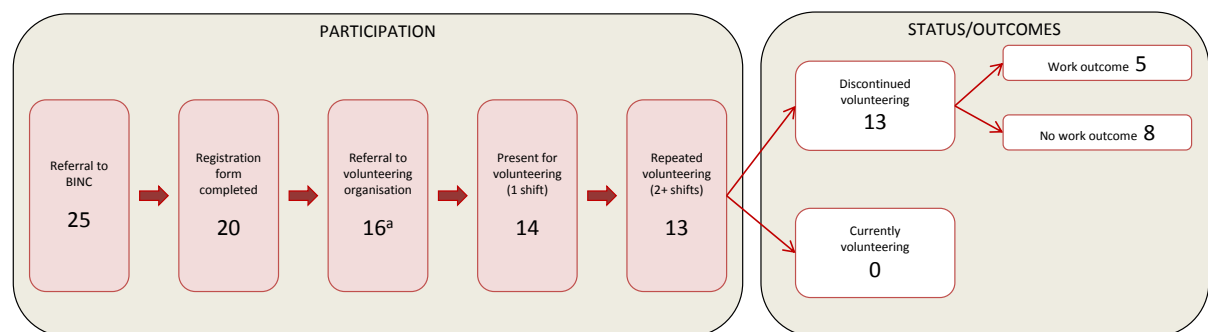 PARTICIPATION
Referral to
BINC
25
Registration
form
completed
20
Referral to
volunteering
organisation
16ª
Present for
volunteering
(1 shift)
14
Repeated
volunteering
(2+ shifts)
13
STATUS/OUTCOMES
Discontinued
volunteering
13
Work outcome 5
No work outcome 8
Currently
volunteering
0